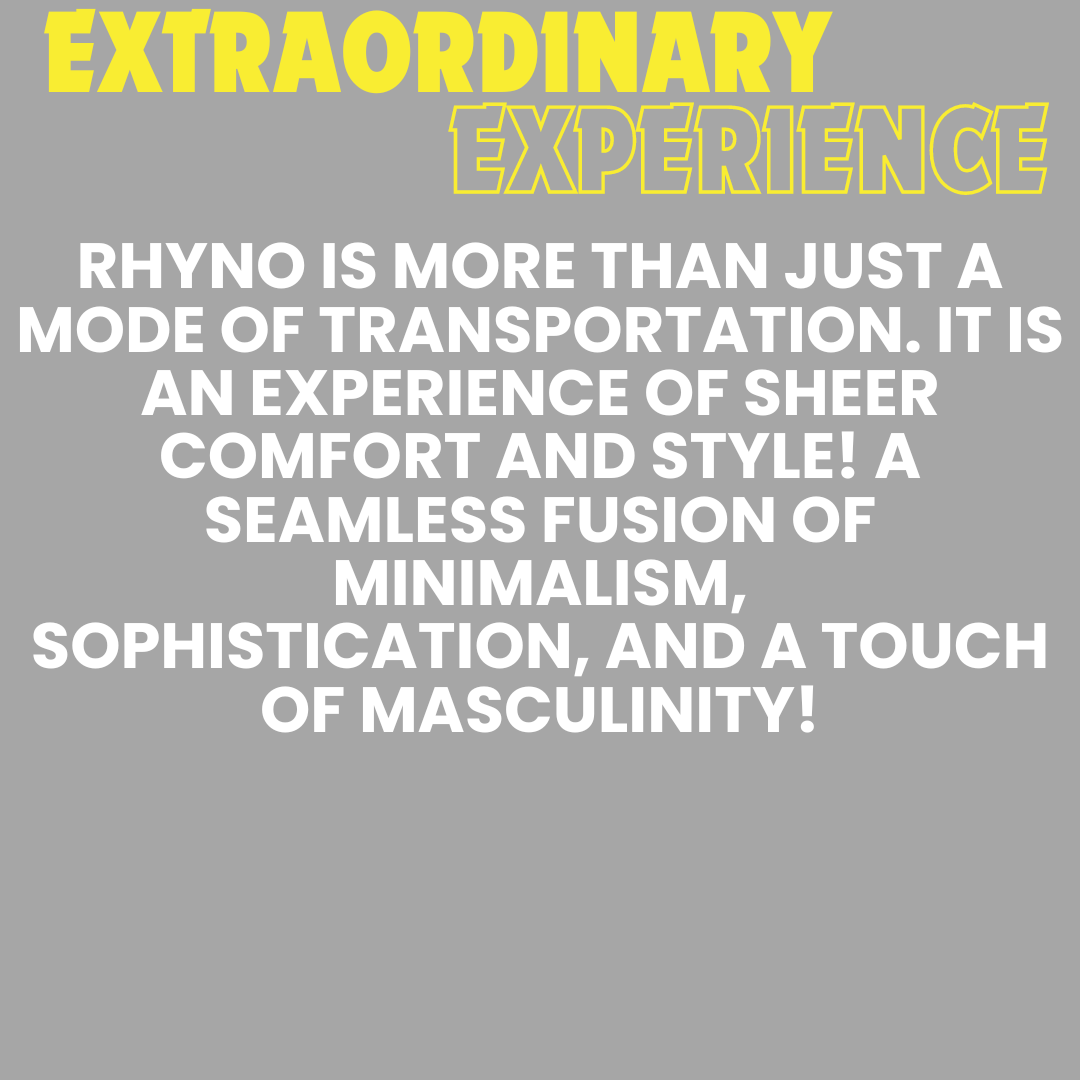 EXTRAORDINARY
EXPERIENCE
RHYNO IS MORE THAN JUST A
MODE OF TRANSPORTATION. IT IS
AN EXPERIENCE OF SHEER
COMFORT AND STYLE! A
SEAMLESS FUSION OF
MINIMALISM,
SOPHISTICATION, AND A TOUCH
OF MASCULINITY!